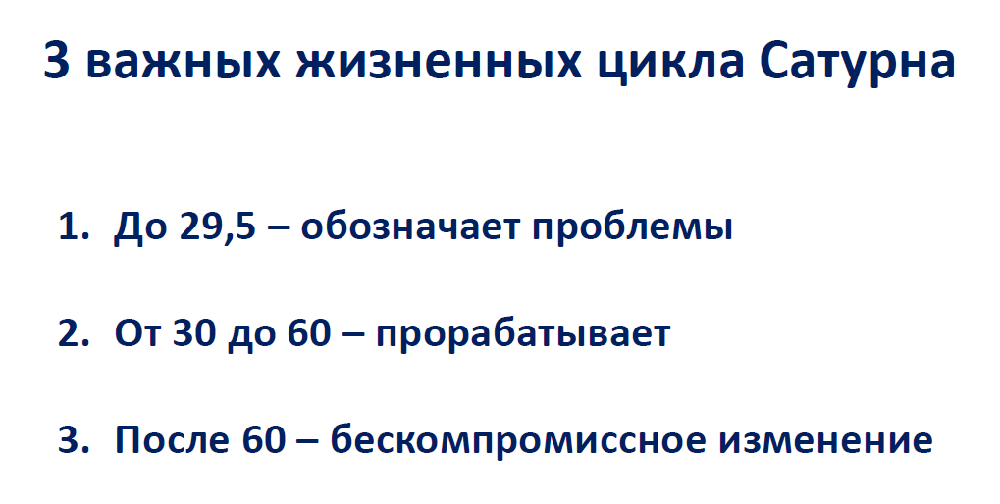 3 важных жизненных цикла Сатурна
1. До 29,5 – обозначает проблемы
2. От 30 до 60 – прорабатывает
3. После 60 – бескомпромиссное изменение